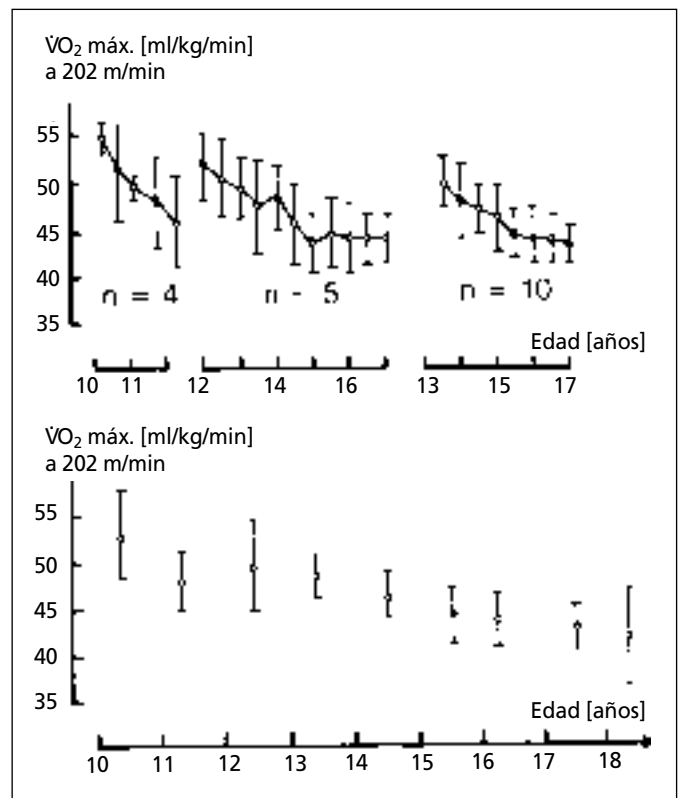 V̇O₂ máx. [ml/kg/min]
a 202 m/min
55
50
45
40
35
n = 4
n - 5
n = 10
Edad [años]
10 11 12 14 16 13 15 17
V̇O₂ máx. [ml/kg/min]
a 202 m/min
55
50
45
40
35
Edad [años]
10 11 12 13 14 15 16 17 18